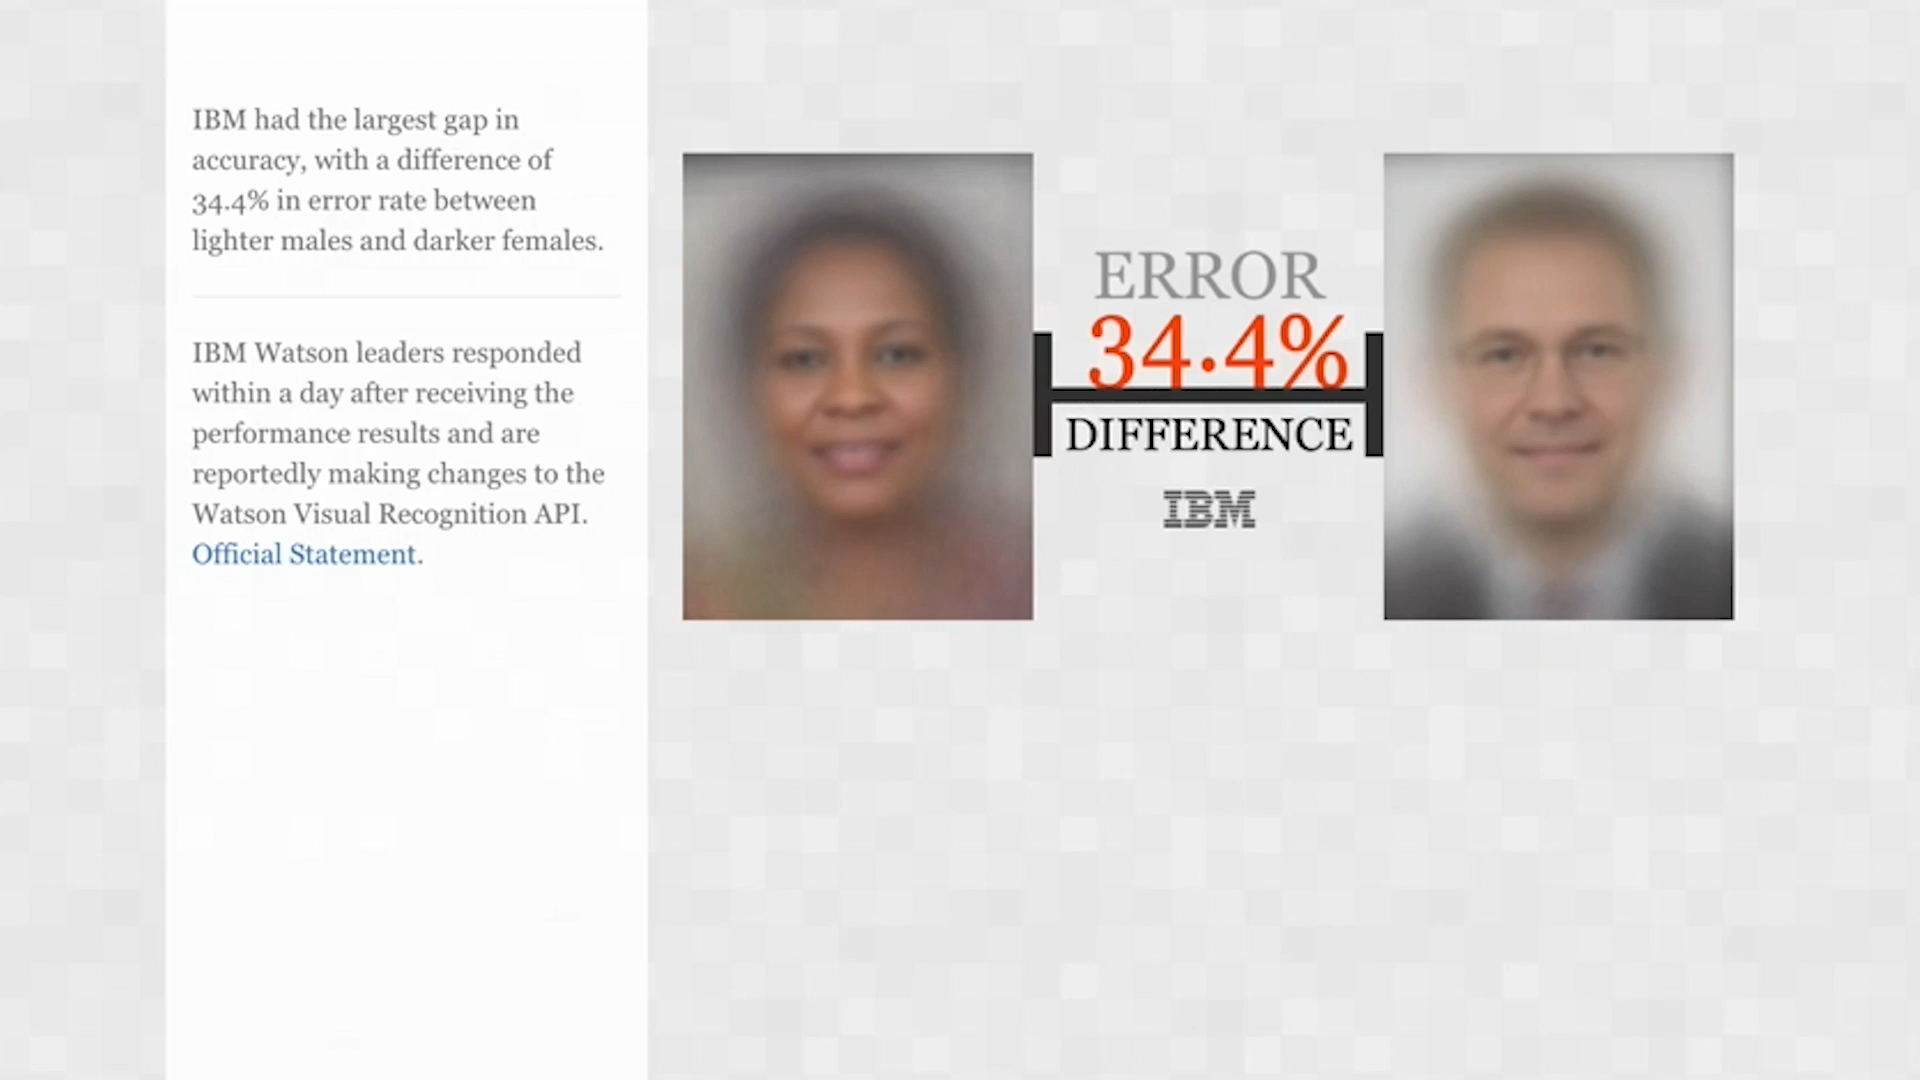 IBM had the largest gap in
accuracy, with a difference of
34.4% in error rate between
lighter males and darker females.
IBM Watson leaders responded
within a day after receiving the
performance results and are
reportedly making changes to the
Watson Visual Recognition API.
Official Statement.
ERROR
34.4%
DIFFERENCE
IBM